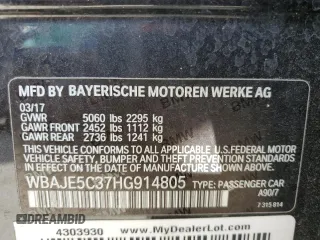 MFD BY BAYERISCHE MOTOREN WERKE AG
03/17
GVWR 5060 lbs 2295 kg
GAWR FRONT 2452 lbs 1112 kg
GAWR REAR 2736 lbs 1241 kg
THIS VEHICLE CONFORMS TO ALL APPLICABLE U.S. FEDERAL MOTOR
VEHICLE SAFETY, BUMPER, AND THEFT PREVENTION STANDARDS IN
EFFECT ON THE DATE OF MANUFACTURE SHOWN ABOVE.
WBAJE5C37HG914805 TYPE: PASSENGER CAR
A90/7
7 315 814
4303930 www.MyDealerLot.com
BIDAMBID